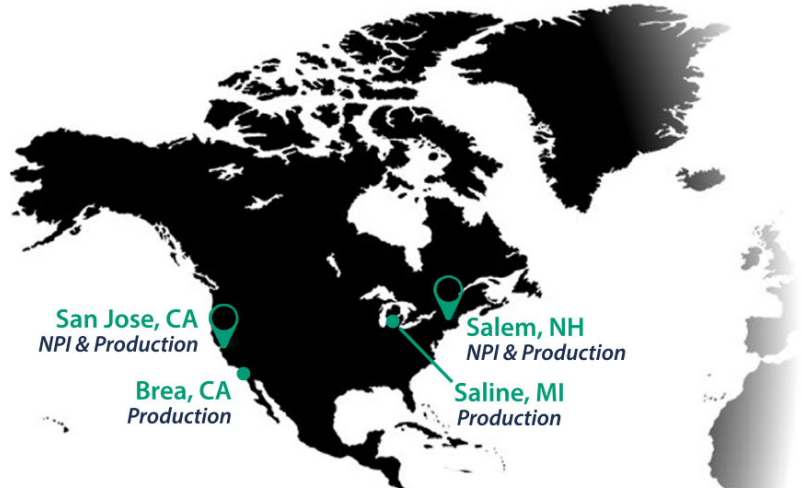 San Jose, CA
NPI & Production
Brea, CA
Production
Salem, NH
NPI & Production
Saline, MI
Production